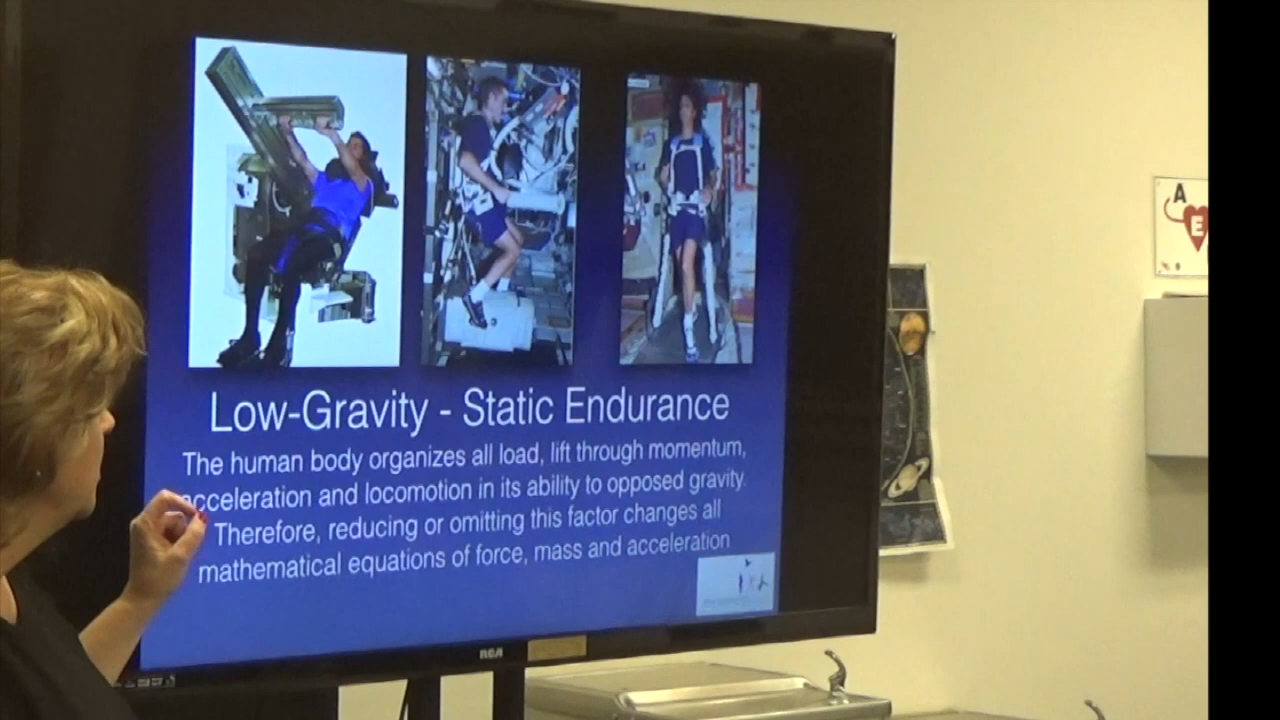 Low-Gravity - Static Endurance
The human body organizes all load, lift through momentum,
acceleration and locomotion in its ability to opposed gravity.
Therefore, reducing or omitting this factor changes all
mathematical equations of force, mass and acceleration
RCA
A
E